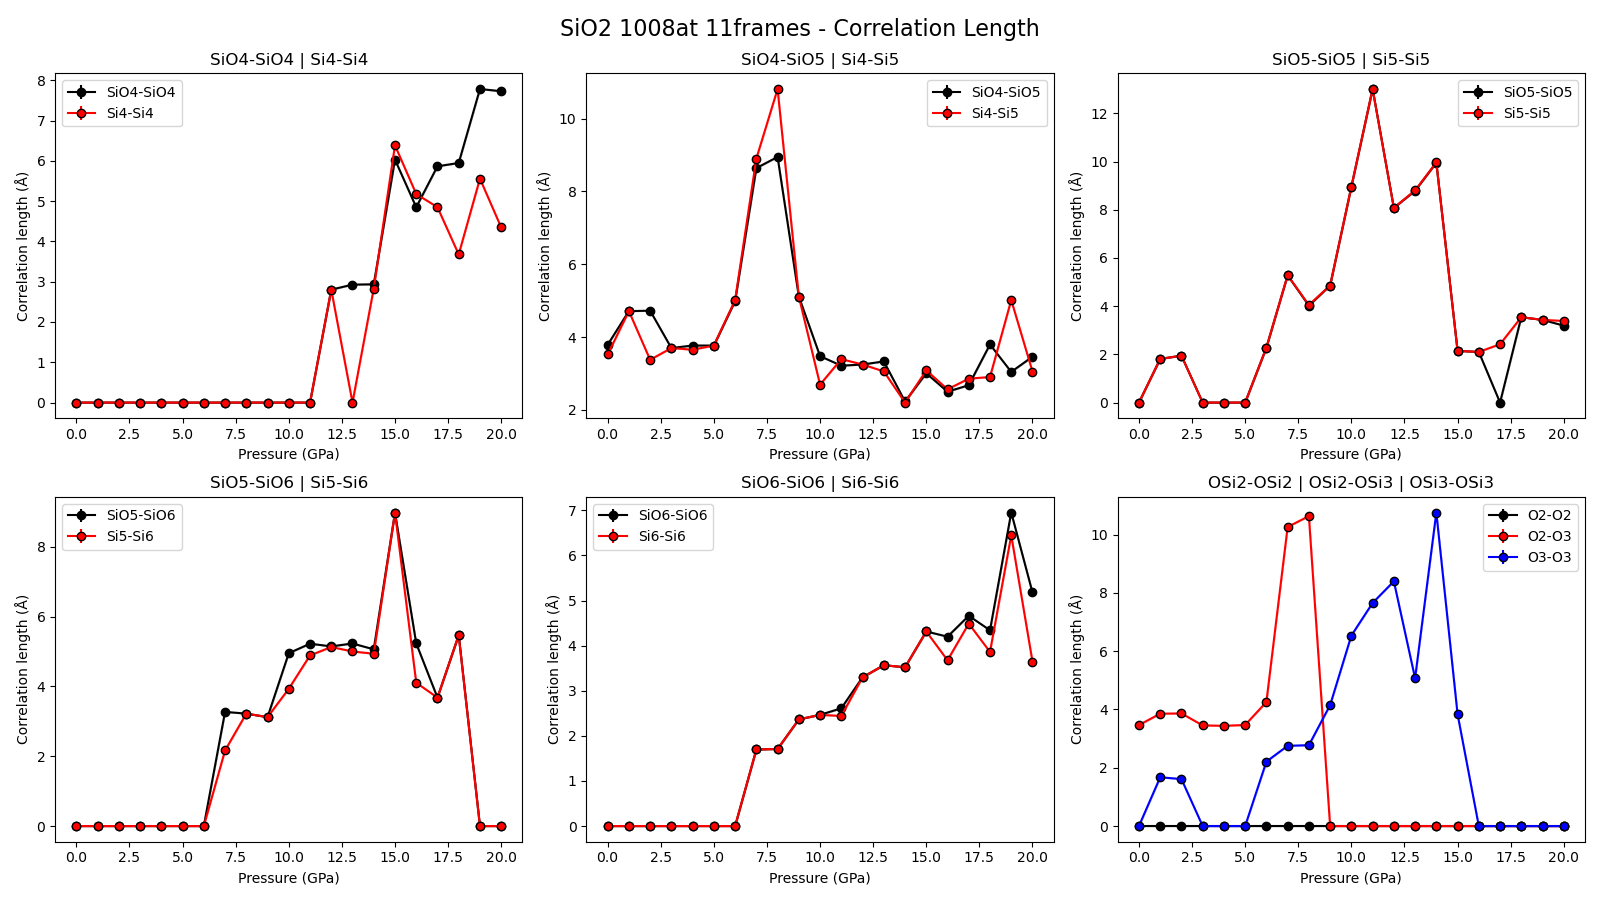 SiO2 1008at 11frames - Correlation Length
SiO4-SiO4 | Si4-Si4
8
7
6
5
4
3
2
1
0
Correlation length (Å)
SiO4-SiO4
Si4-Si4
0.0 2.5 5.0 7.5 10.0 12.5 15.0 17.5 20.0
Pressure (GPa)
SiO4-SiO5 | Si4-Si5
10
8
6
4
2
Correlation length (Å)
SiO4-SiO5
Si4-Si5
0.0 2.5 5.0 7.5 10.0 12.5 15.0 17.5 20.0
Pressure (GPa)
SiO5-SiO5 | Si5-Si5
12
10
8
6
4
2
0
Correlation length (Å)
SiO5-SiO5
Si5-Si5
0.0 2.5 5.0 7.5 10.0 12.5 15.0 17.5 20.0
Pressure (GPa)
SiO5-SiO6 | Si5-Si6
8
6
4
2
0
Correlation length (Å)
SiO5-SiO6
Si5-Si6
0.0 2.5 5.0 7.5 10.0 12.5 15.0 17.5 20.0
Pressure (GPa)
SiO6-SiO6 | Si6-Si6
7
6
5
4
3
2
1
0
Correlation length (Å)
SiO6-SiO6
Si6-Si6
0.0 2.5 5.0 7.5 10.0 12.5 15.0 17.5 20.0
Pressure (GPa)
OSi2-OSi2 | OSi2-OSi3 | OSi3-OSi3
10
8
6
4
2
0
Correlation length (Å)
O2-O2
O2-O3
O3-O3
0.0 2.5 5.0 7.5 10.0 12.5 15.0 17.5 20.0
Pressure (GPa)